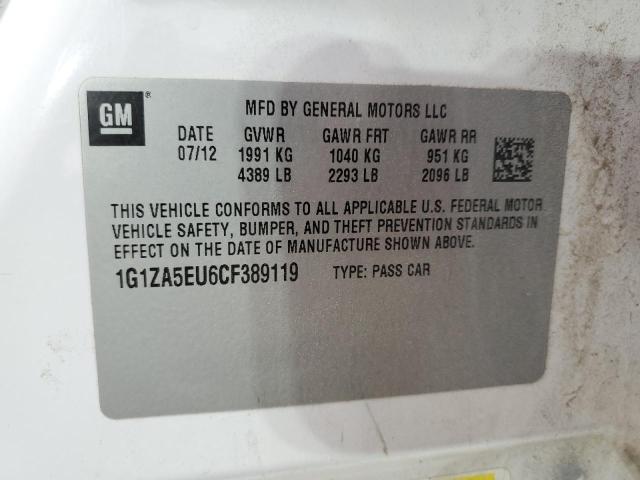 GM®
MFD BY GENERAL MOTORS LLC
DATE GVWR GAWR FRT GAWR RR
07/12 1991 KG 1040 KG 951 KG
4389 LB 2293 LB 2096 LB
THIS VEHICLE CONFORMS TO ALL APPLICABLE U.S. FEDERAL MOTOR
VEHICLE SAFETY, BUMPER, AND THEFT PREVENTION STANDARDS IN
EFFECT ON THE DATE OF MANUFACTURE SHOWN ABOVE.
1G1ZA5EU6CF389119 TYPE: PASS CAR